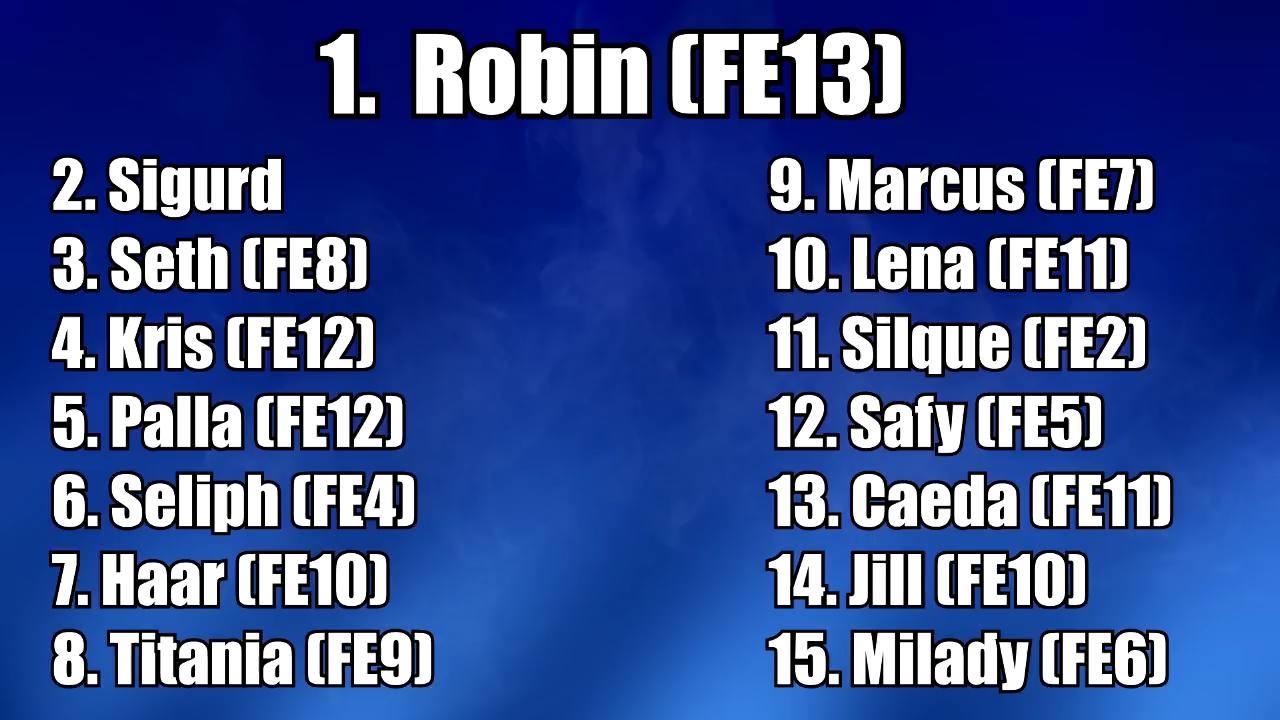 1. Robin (FE13)
2. Sigurd
3. Seth (FE8)
4. Kris (FE12)
5. Palla (FE12)
6. Seliph (FE4)
7. Haar (FE10)
8. Titania (FE9)
9. Marcus (FE7)
10. Lena (FE11)
11. Silque (FE2)
12. Safy (FE5)
13. Caeda (FE11)
14. Jill (FE10)
15. Milady (FE6)